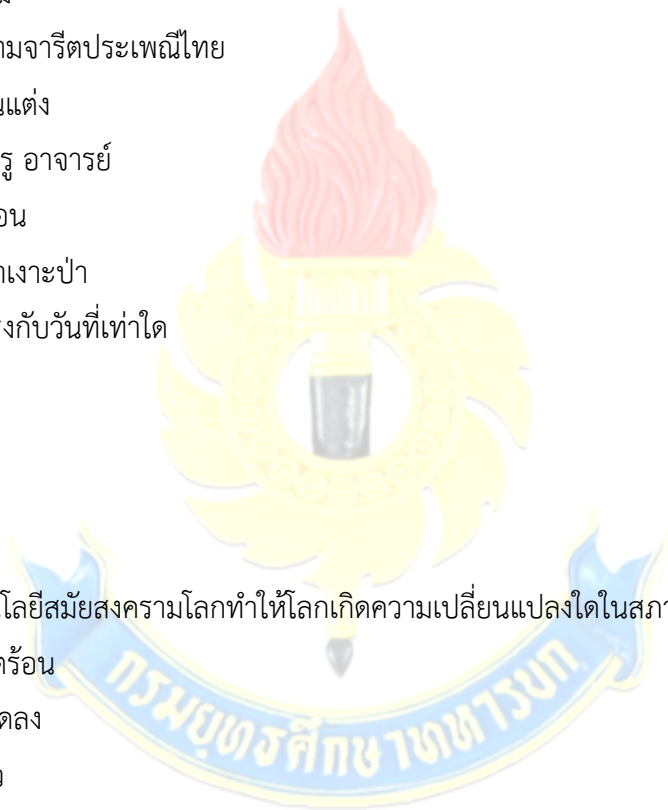 ามจารีตประเพณีไทย
นแต่ง
รู อาจารย์
อน
าเงาะป่า
งกับวันที่เท่าใด
นโลยีสมัยสงครามโลกทำให้โลกเกิดความเปลี่ยนแปลงใดในสภา
ดร้อน
ดลง
กรมยุทธศึกษาทหารบก